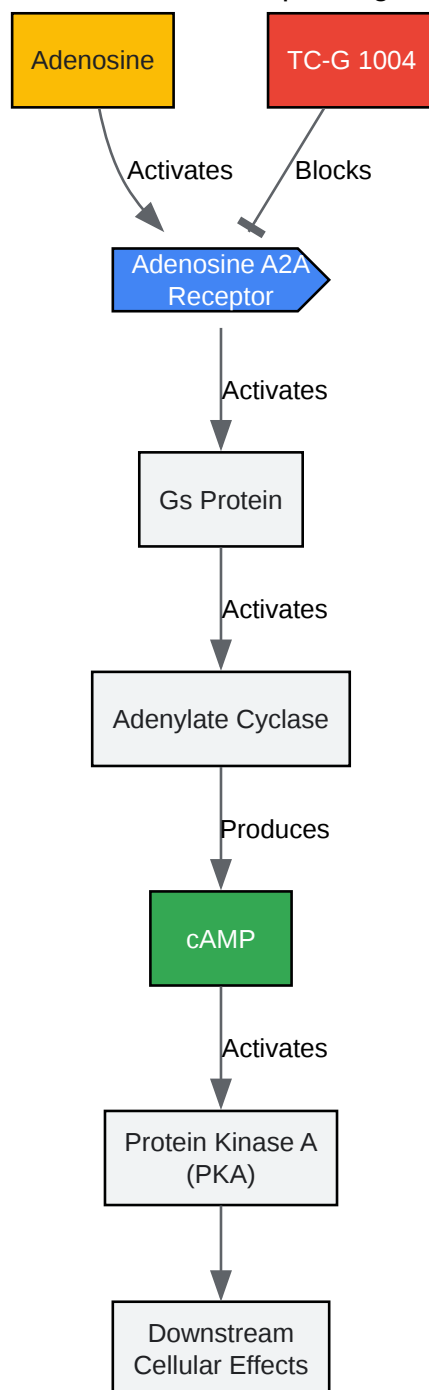 Adenosine
TC-G 1004
Activates
Blocks
Adenosine A2A
Receptor
Activates
Gs Protein
Activates
Adenylate Cyclase
Produces
cAMP
Activates
Protein Kinase A
(PKA)
Downstream
Cellular Effects